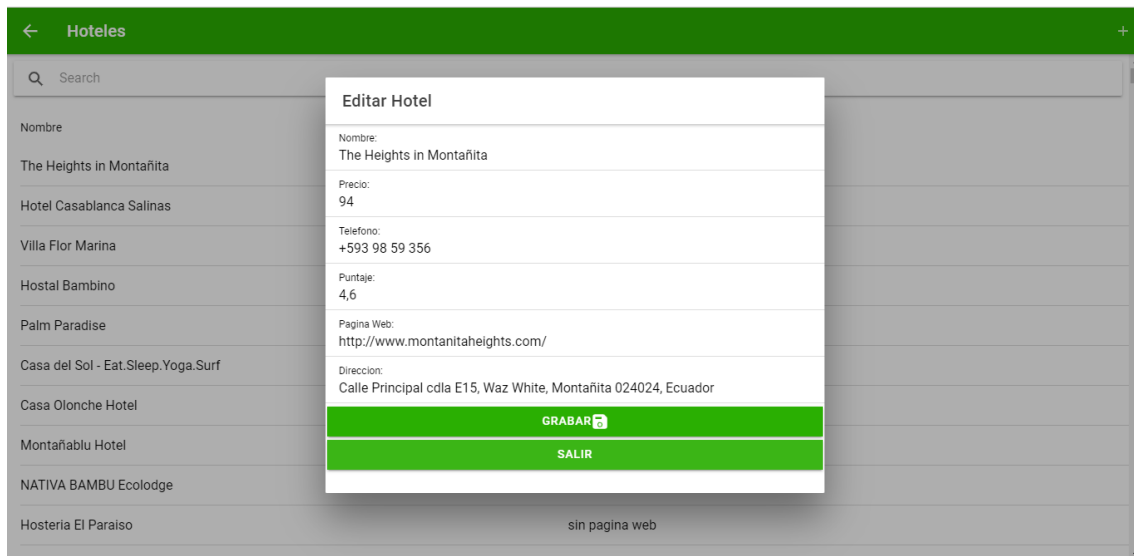 Hoteles
Search
Nombre
The Heights in Montañita
Hotel Casablanca Salinas
Villa Flor Marina
Hostal Bambino
Palm Paradise
Casa del Sol - Eat.Sleep.Yoga.Surf
Casa Olonche Hotel
Montañablu Hotel
NATIVA BAMBU Ecolodge
Hosteria El Paraiso sin pagina web
Editar Hotel
Nombre:
The Heights in Montañita
Precio:
94
Telefono:
+593 98 59 356
Puntaje:
4,6
Pagina Web:
http://www.montanitaheights.com/
Direccion:
Calle Principal cdla E15, Waz White, Montañita 024024, Ecuador
GRABAR
SALIR